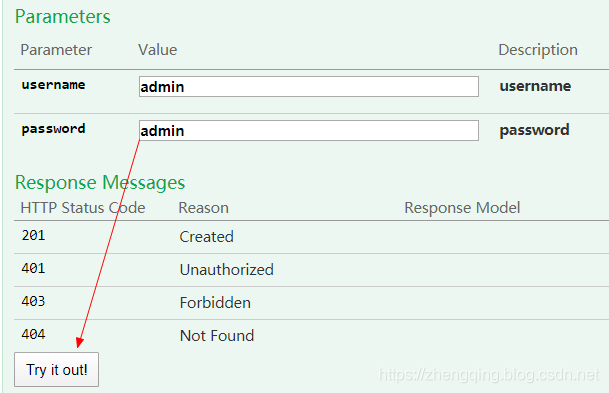 Parameters
Parameter Value Description
username admin username
password admin password
Response Messages
HTTP Status Code Reason Response Model
201 Created
401 Unauthorized
403 Forbidden
404 Not Found
Try it out!
https://zhengqing.blog.csdn.net